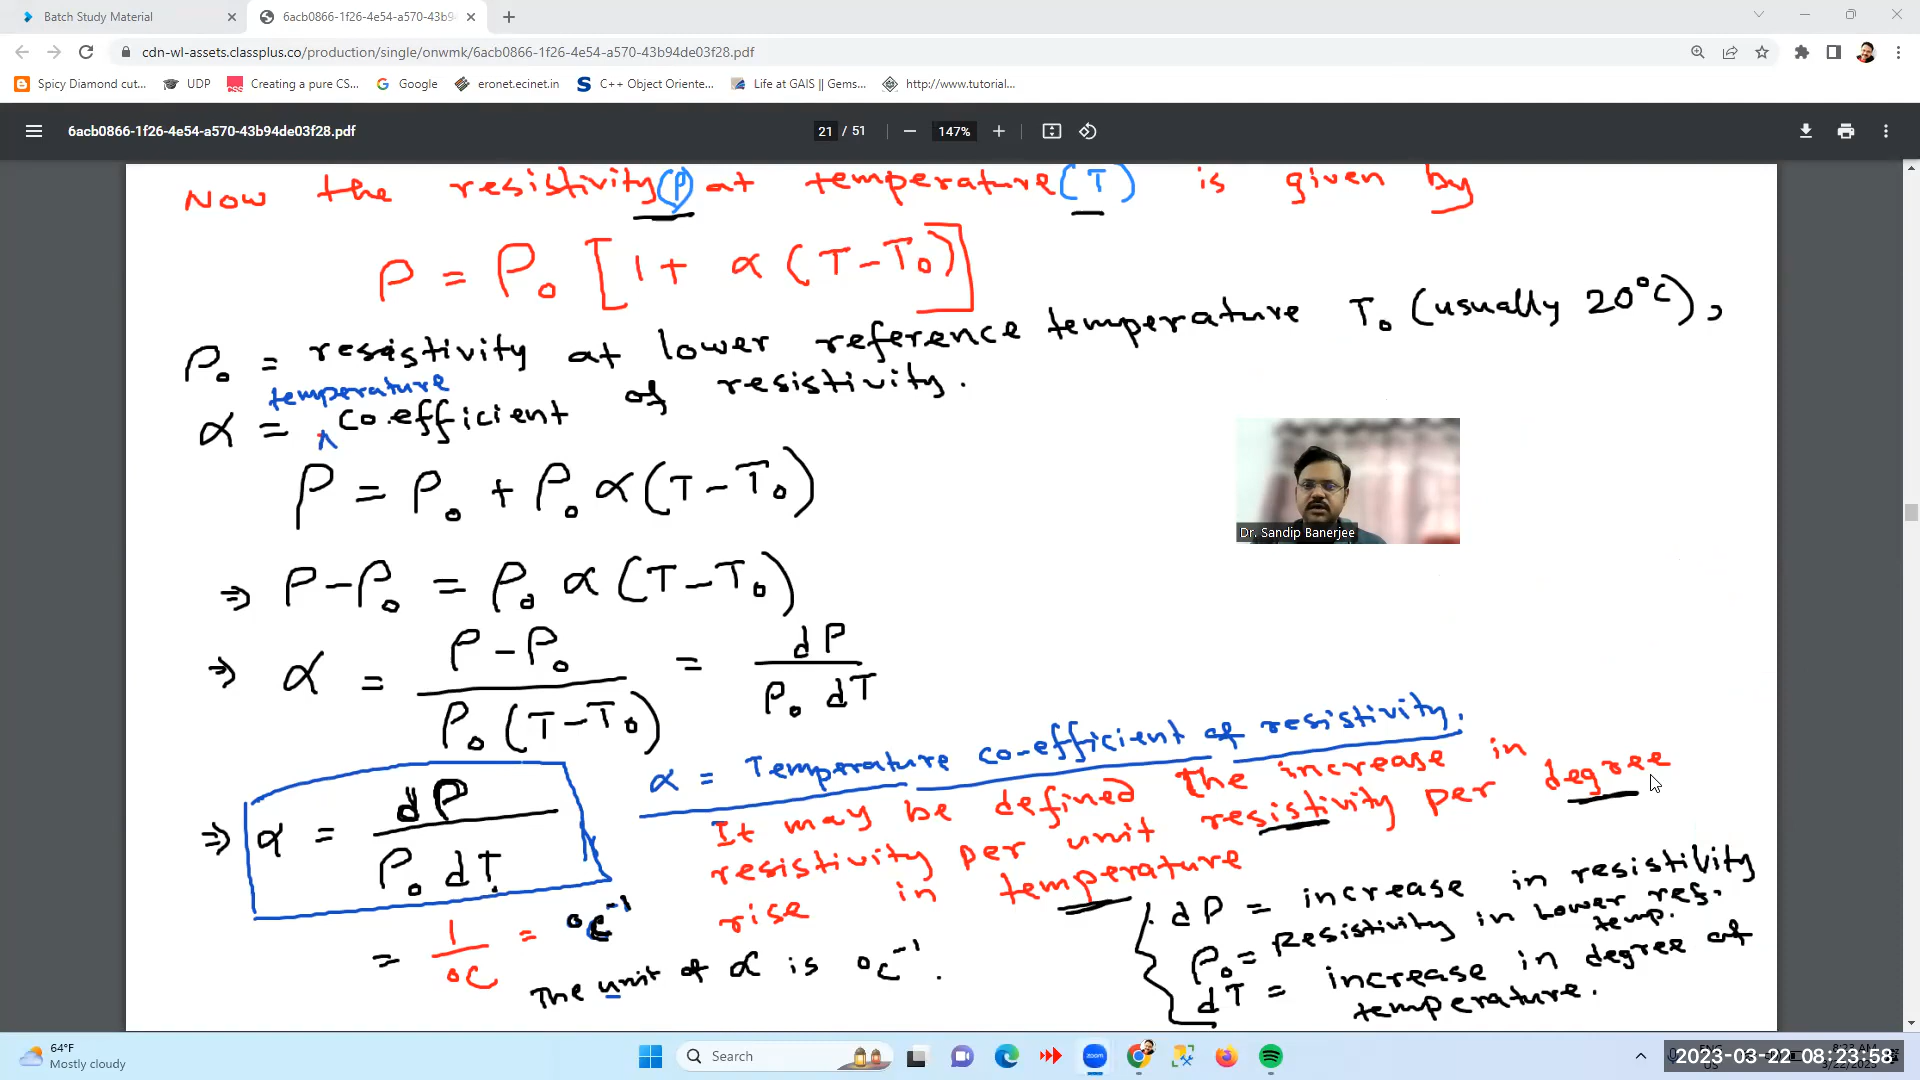 Batch Study Material
6acb0866-1f26-4e54-a570-43b94
cdn-wl-assets.classplus.co/production/single/onwmk/6acb0866-1f26-4e54-a570-43b94de03f28.pdf
Spicy Diamond cut...
UDP
Creating a pure CS...
Google
eronet.ecinet.in
C++ Object Oriente...
Life at GAIS || Gems...
http://www.tutorial...
6acb0866-1f26-4e54-a570-43b94de03f28.pdf
21 / 51
147%
Now the resistivity(ρ) at temperature(T) is given by
ρ = ρ₀ [1+ α (T-T₀)]
ρ₀ = resistivity at lower reference temperature T₀ (usually 20°C),
temperature
α = ^ co.efficient of resistivity.
ρ = ρ₀ + ρ₀ α(T-T₀)
⇒ ρ-ρ₀ = ρ₀ α (T-T₀)
⇒ α = ρ-ρ₀ / ρ₀(T-T₀) = dρ / ρ₀ dT
α = Temperature co-efficient of resistivity.
It may be defined the increase in
resistivity per unit resistivity per degree
rise in temperature
⇒ α = dρ / ρ₀ dT
= 1/°C = °C⁻¹
The unit of α is °C⁻¹.
dρ = increase in resistivity
ρ₀ = Resistivity in lower ref. temp.
dT = increase in degree of temperature.
Dr. Sandip Banerjee
64°F
Mostly cloudy
Search
zoom
2023-03-22 08:23:58